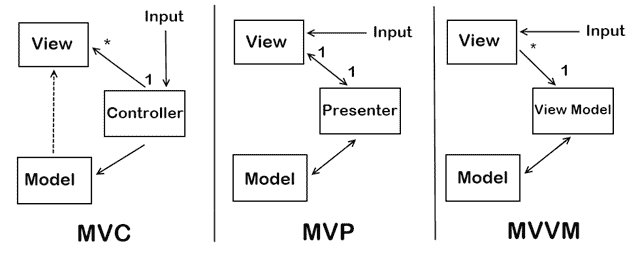 Input
View
*
1
Controller
Model
MVC
View
Input
1
1
Presenter
Model
MVP
View
Input
*
1
View Model
Model
MVVM